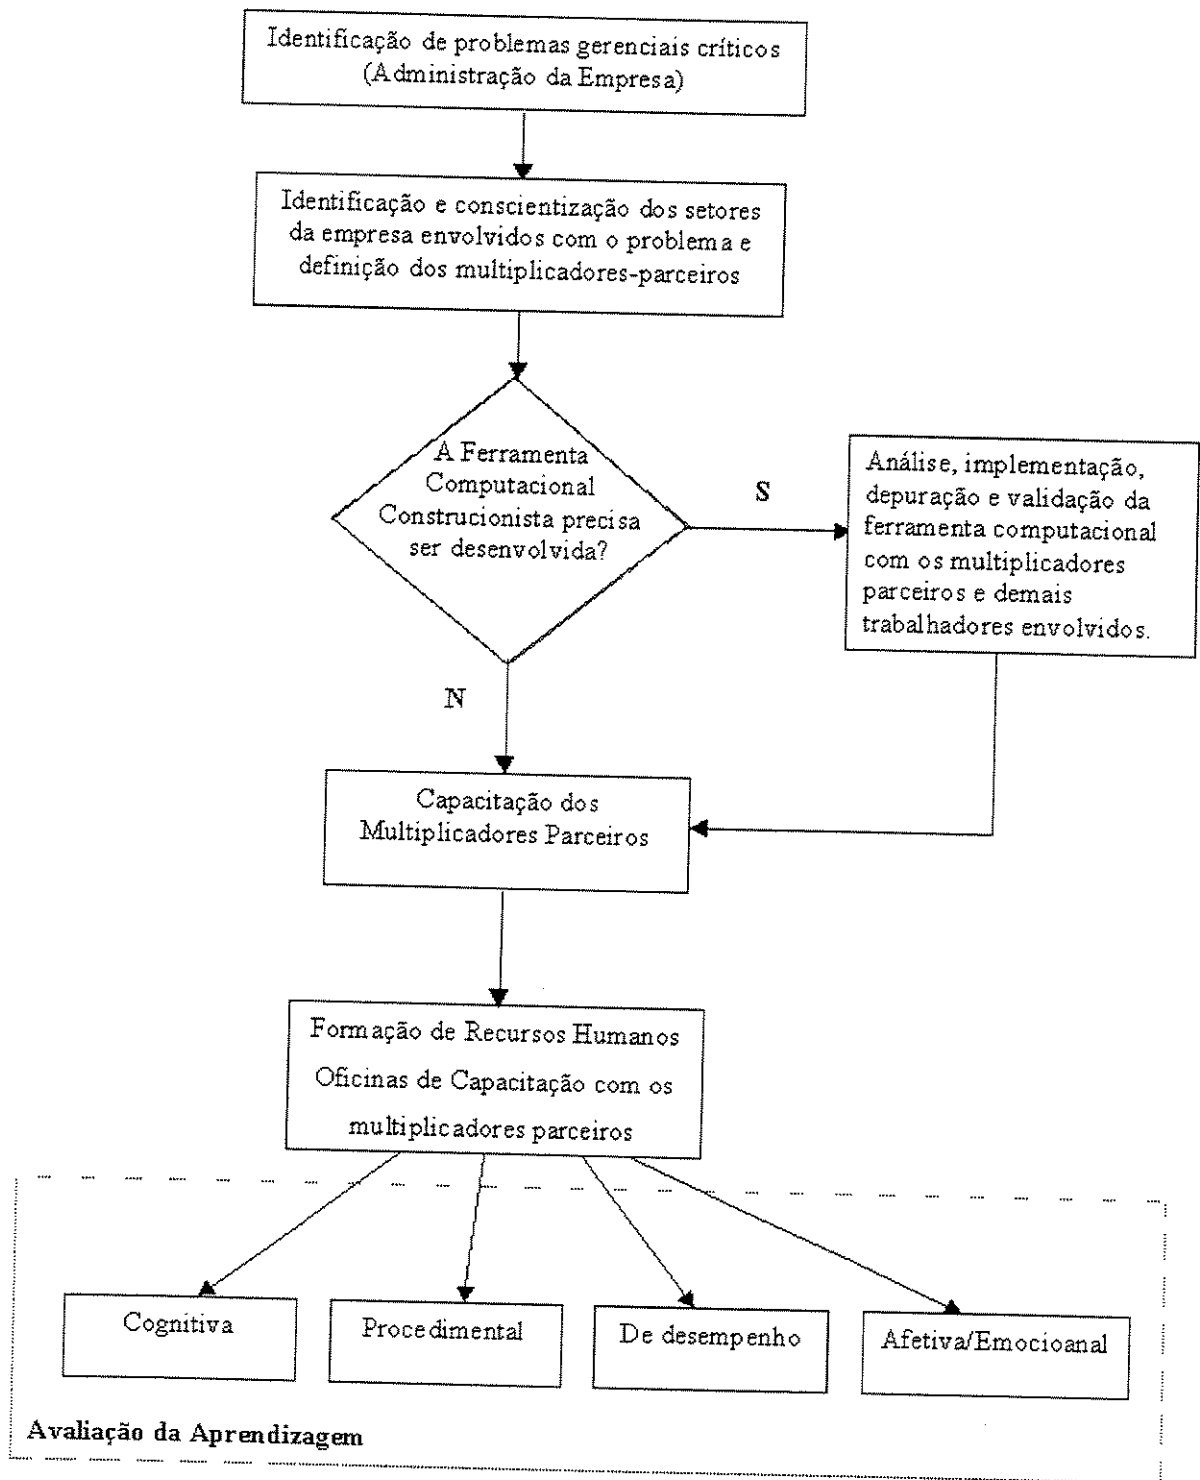 Identificação de problemas gerenciais críticos
(Administração da Empresa)
Identificação e conscientização dos setores
da empresa envolvidos com o problema e
definição dos multiplicadores-parceiros
A Ferramenta
Computacional
Construcionista precisa
ser desenvolvida?
S
Análise, implementação,
depuração e validação da
ferramenta computacional
com os multiplicadores
parceiros e demais
trabalhadores envolvidos.
N
Capacitação dos
Multiplicadores Parceiros
Formação de Recursos Humanos
Oficinas de Capacitação com os
multiplicadores parceiros
Cognitiva
Procedimental
De desempenho
Afetiva/Emocioanal
Avaliação da Aprendizagem